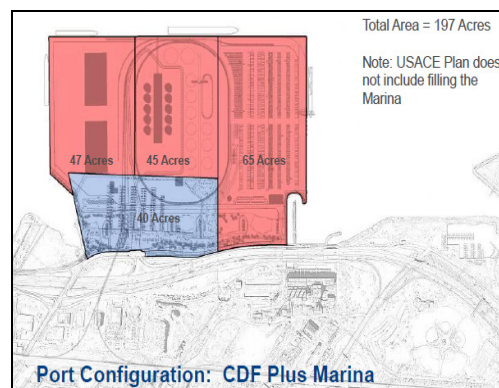 Total Area = 197 Acres
Note: USACE Plan does
not include filling the
Marina
47 Acres
45 Acres
65 Acres
40 Acres
Port Configuration: CDF Plus Marina